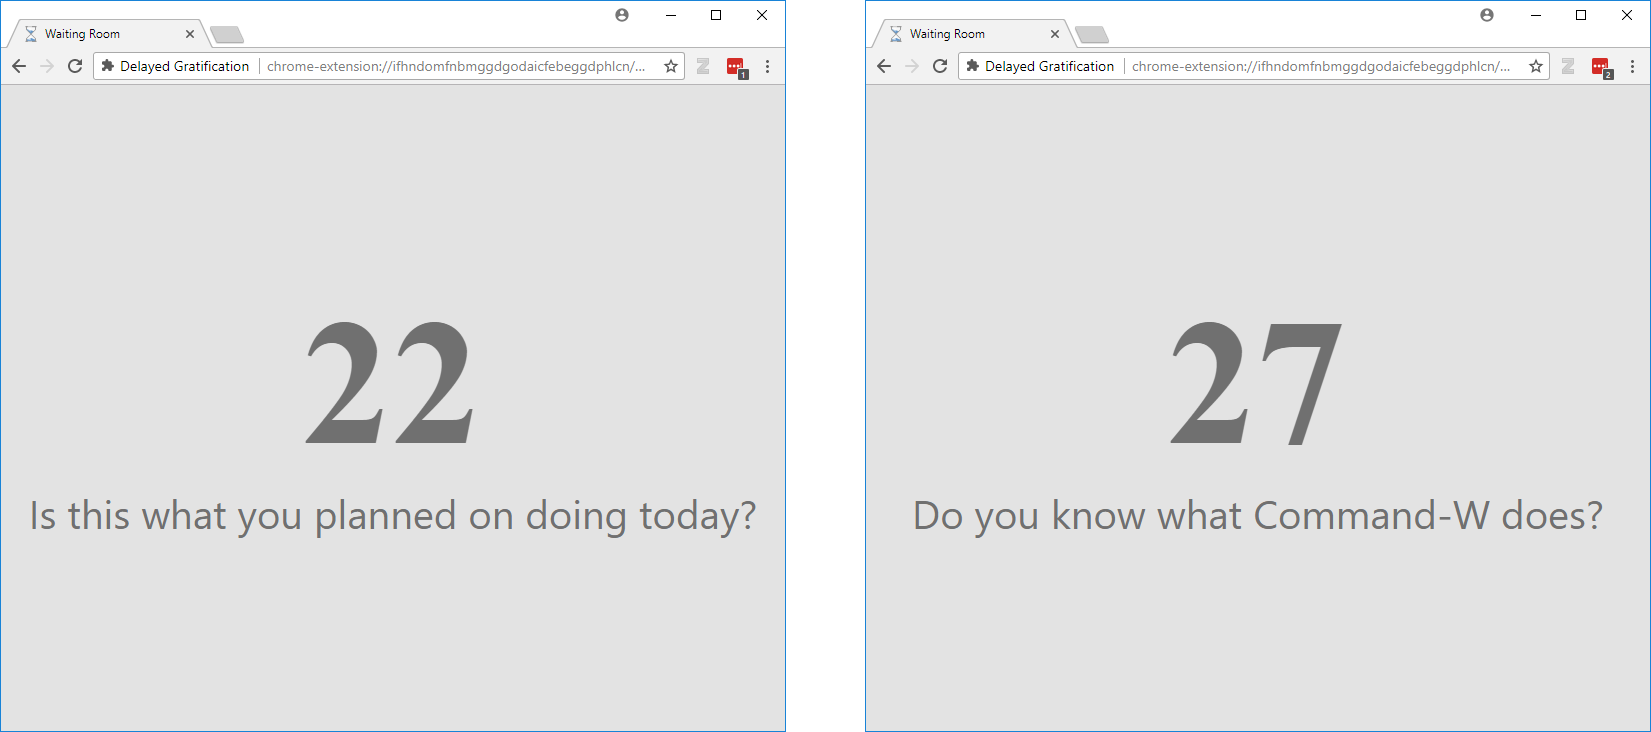 Waiting Room
Delayed Gratification
chrome-extension://ifhndomfnbmggdgodaicfebeggdphlcn/...
1
22
Is this what you planned on doing today?
Waiting Room
Delayed Gratification
chrome-extension://ifhndomfnbmggdgodaicfebeggdphlcn/...
2
27
Do you know what Command-W does?